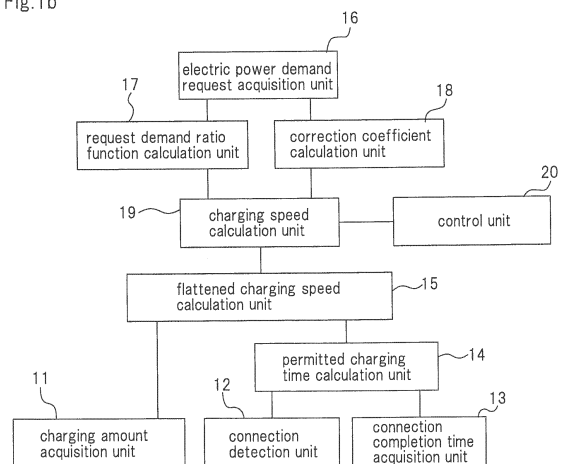 Fig.1b
16
electric power demand
request acquisition unit
17
18
request demand ratio
function calculation unit
correction coefficient
calculation unit
20
19
charging speed
calculation unit
control unit
flattened charging speed
calculation unit
15
permitted charging
time calculation unit
14
11
12
13
charging amount
acquisition unit
connection
detection unit
connection
completion time
acquisition unit